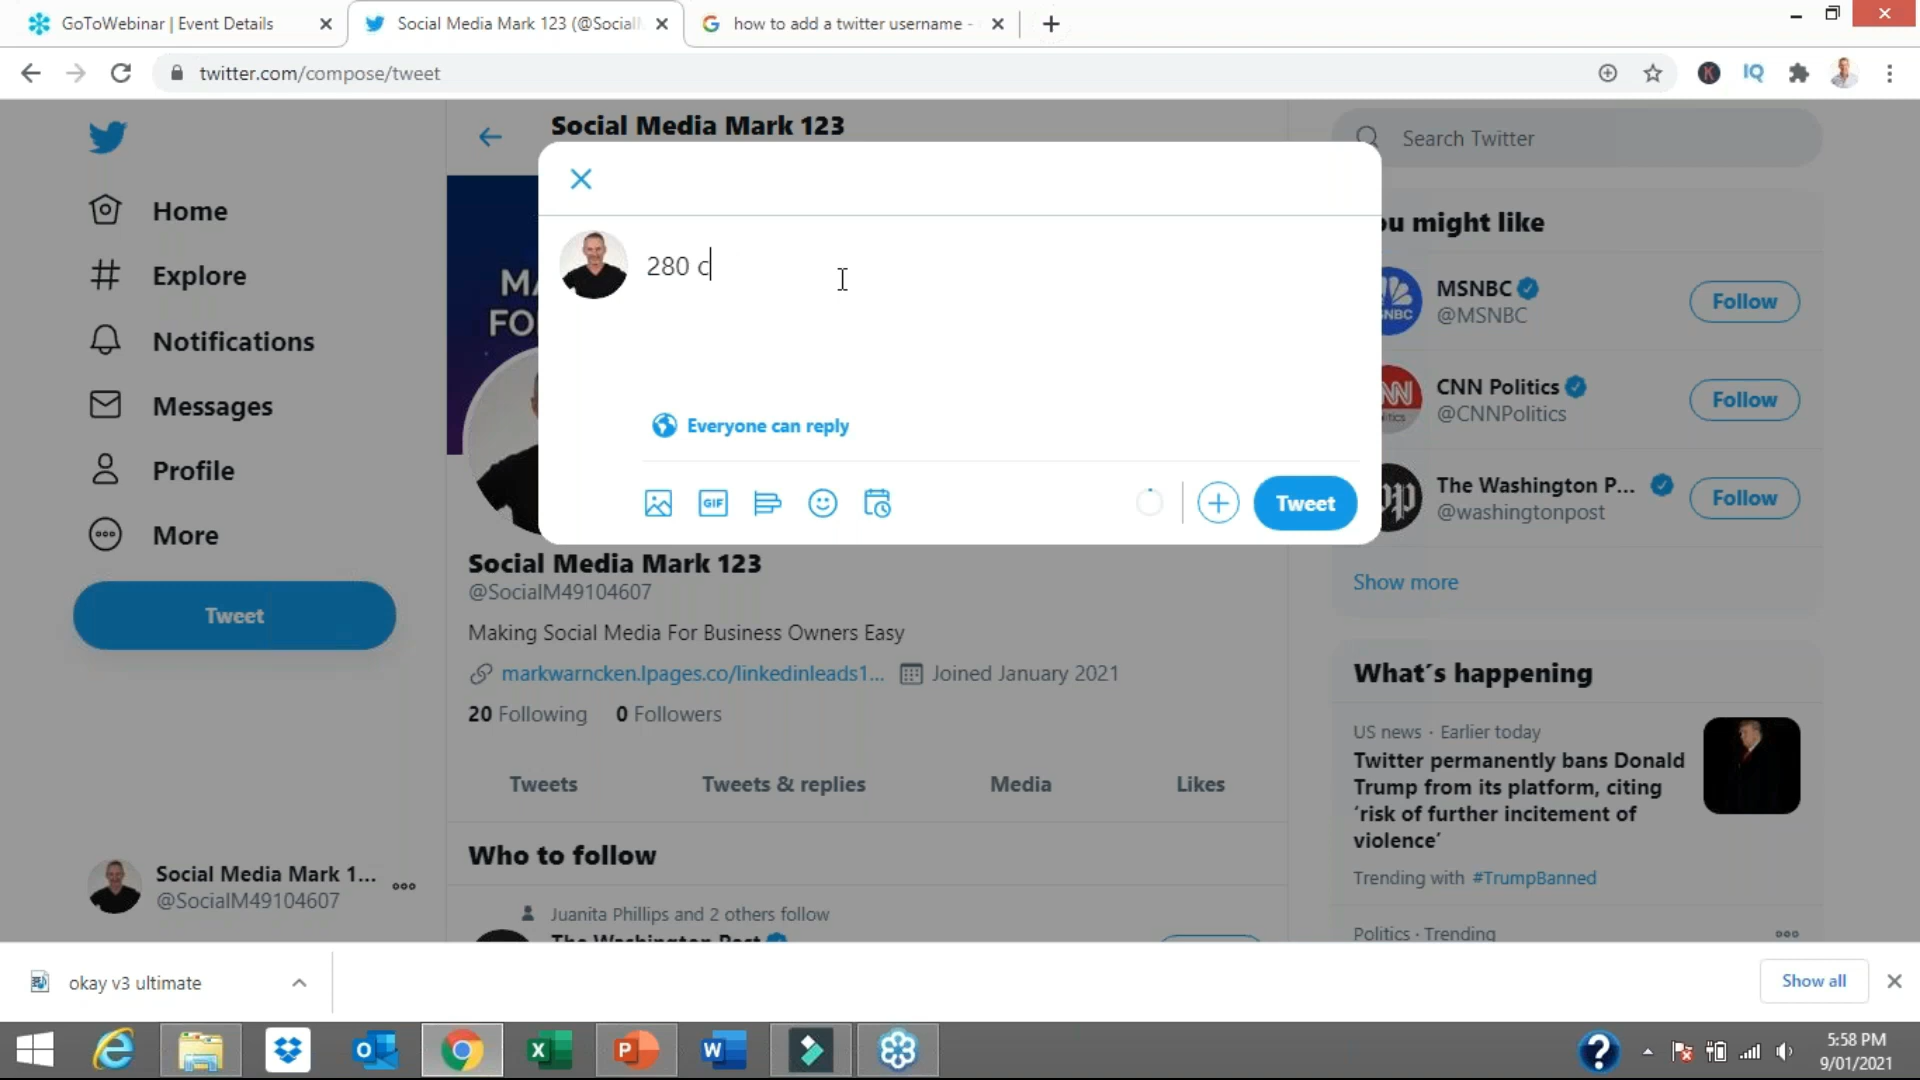 GoToWebinar | Event Details
Social Media Mark 123 (@Social
how to add a twitter username -
twitter.com/compose/tweet
IQ
Social Media Mark 123
Search Twitter
Home
Explore
Notifications
Messages
Profile
More
Tweet
280 c
Everyone can reply
GIF
Tweet
Social Media Mark 123
@SocialM49104607
Making Social Media For Business Owners Easy
markwarncken.lpages.co/linkedinleads1...
Joined January 2021
20 Following
0 Followers
Tweets
Tweets & replies
Media
Likes
Who to follow
Juanita Phillips and 2 others follow
The Washington Post
ou might like
MSNBC
@MSNBC
Follow
CNN Politics
@CNNPolitics
Follow
The Washington P...
@washingtonpost
Follow
Show more
What's happening
US news · Earlier today
Twitter permanently bans Donald
Trump from its platform, citing
'risk of further incitement of
violence'
Trending with #TrumpBanned
Politics · Trending
Social Media Mark 1...
@SocialM49104607
okay v3 ultimate
Show all
5:58 PM
9/01/2021